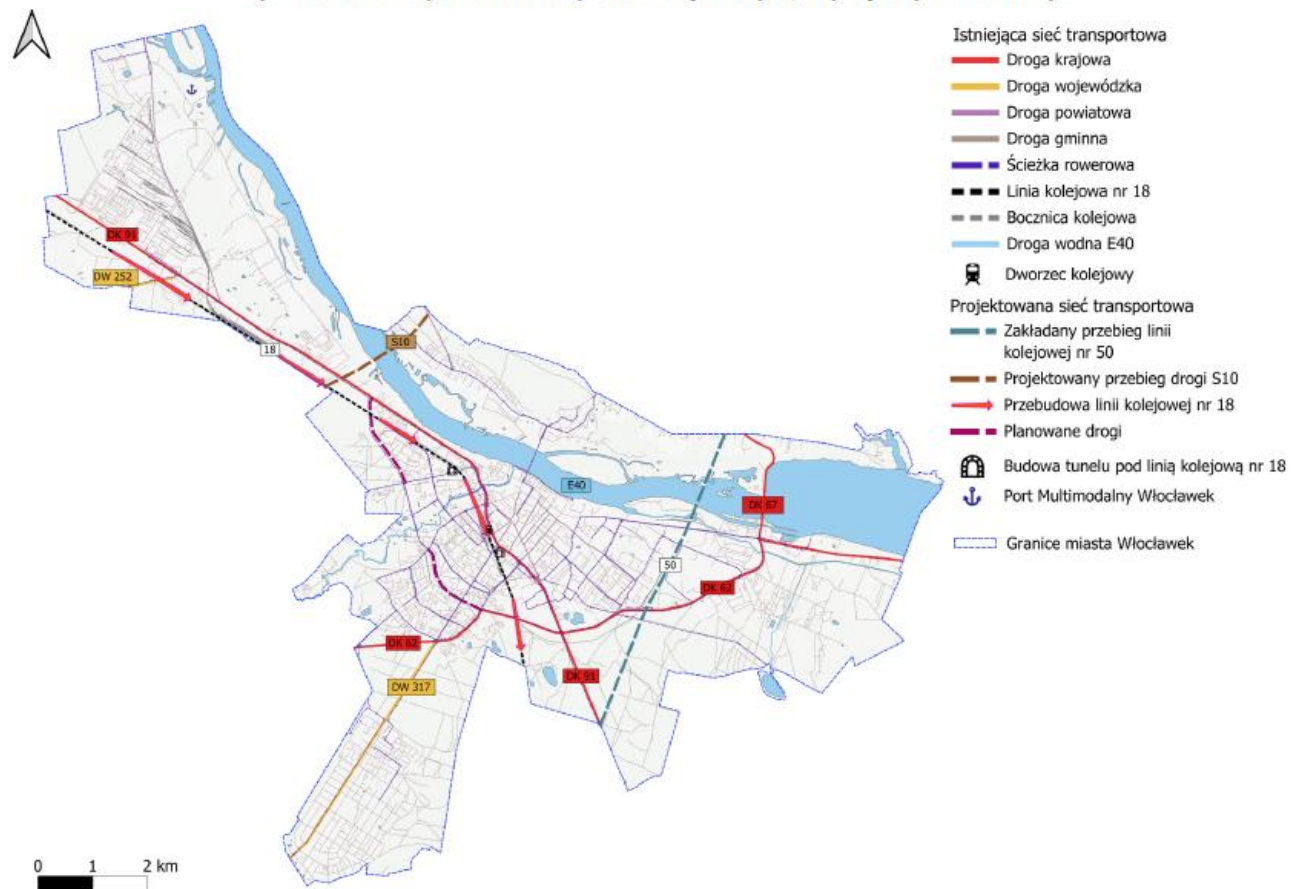 Istniejąca sieć transportowa
Droga krajowa
Droga wojewódzka
Droga powiatowa
Droga gminna
Ścieżka rowerowa
Linia kolejowa nr 18
Bocznica kolejowa
Droga wodna E40
Dworzec kolejowy
Projektowana sieć transportowa
Zakładany przebieg linii
kolejowej nr 50
Projektowany przebieg drogi S10
Przebudowa linii kolejowej nr 18
Planowane drogi
Budowa tunelu pod linią kolejową nr 18
Port Multimodalny Włocławek
Granice miasta Włocławek
DK 91
DW 252
18
S10
E40
DK 67
50
DK 62
DK 62
DK 91
DW 317
0 1 2 km